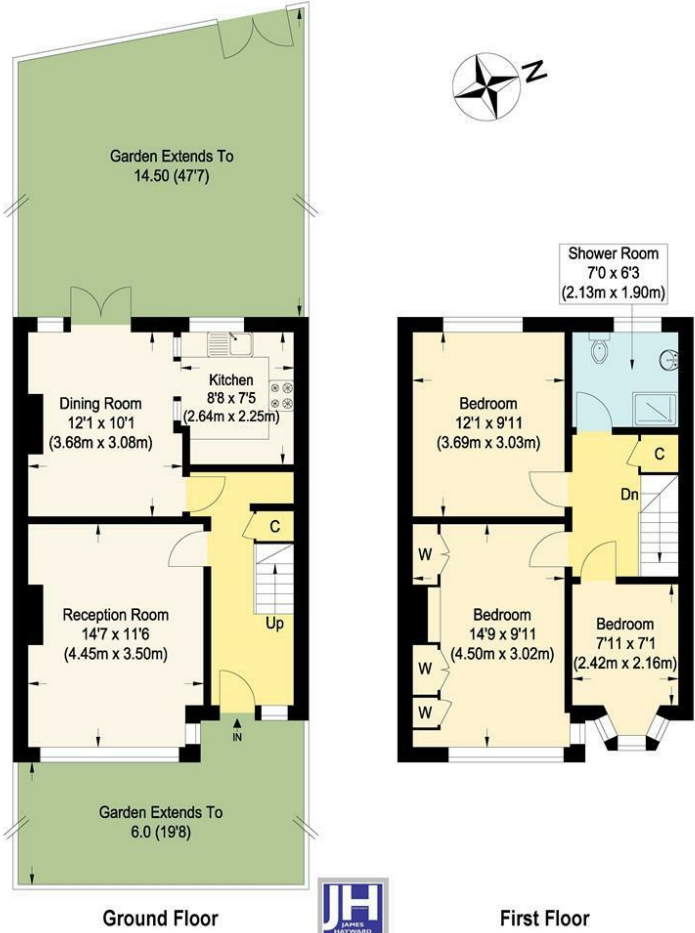 N
Garden Extends To
14.50 (47'7)
Shower Room
7'0 x 6'3
(2.13m x 1.90m)
Kitchen
8'8 x 7'5
(2.64m x 2.25m)
Dining Room
12'1 x 10'1
(3.68m x 3.08m)
Bedroom
12'1 x 9'11
(3.69m x 3.03m)
C
Dn
C
W
Reception Room
14'7 x 11'6
(4.45m x 3.50m)
Up
Bedroom
14'9 x 9'11
(4.50m x 3.02m)
Bedroom
7'11 x 7'1
(2.42m x 2.16m)
W
W
IN
Garden Extends To
6.0 (19'8)
Ground Floor
JH
JAMES
HAYWARD
First Floor